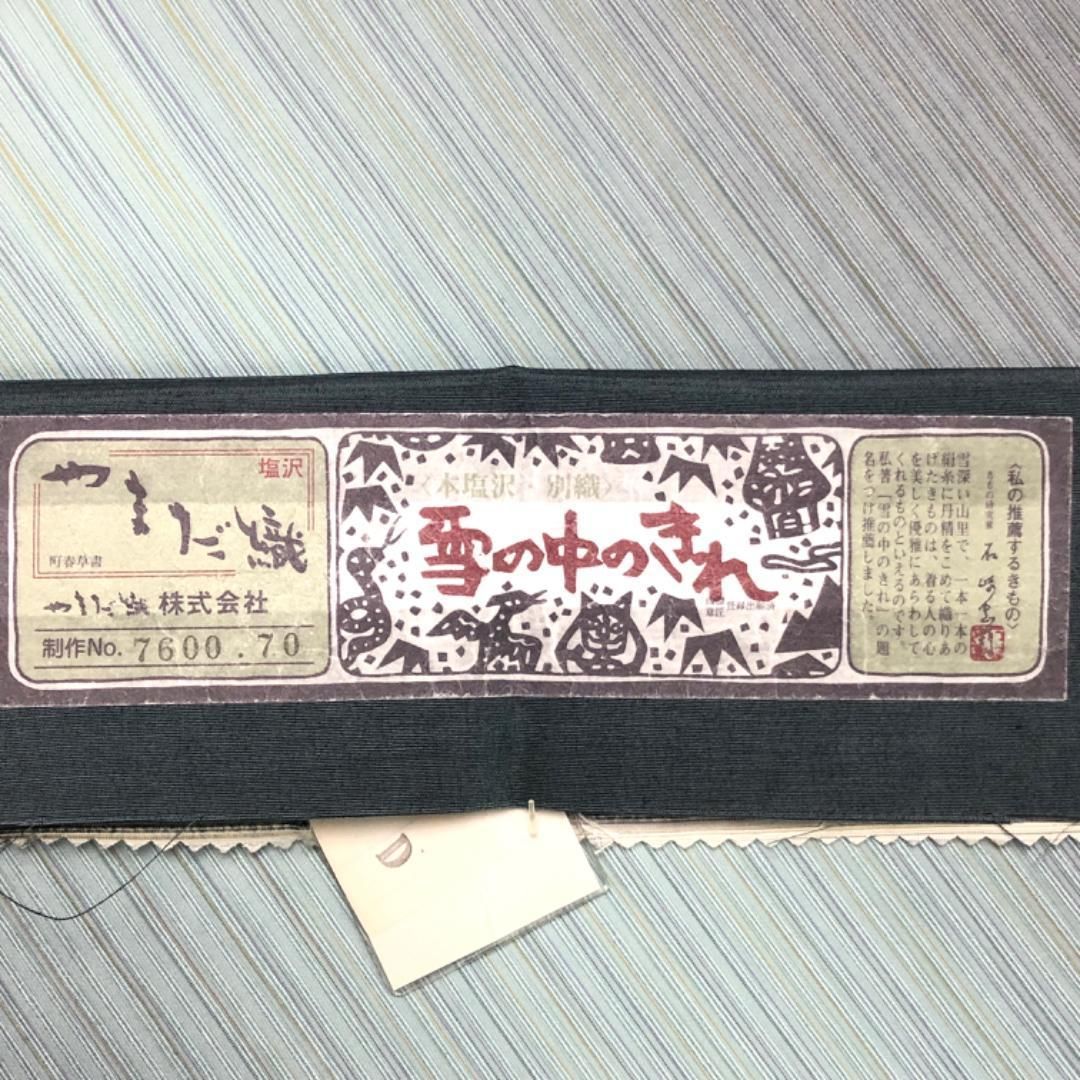 塩沢
やまだ織
町春草書
やまだ織株式会社
制作No. 7600.70
〈本塩沢・別織〉
雪の中のきれ
〈私の推薦するきもの〉
雪深い山里で、一本一本の
絹糸に丹精をこめて織りあ
げたきものは、着る人の心
を美しく優雅にあらわして
くれるものといえるのです。
私著「雪の中のきれ」の題
名をつけ推薦しました。
D